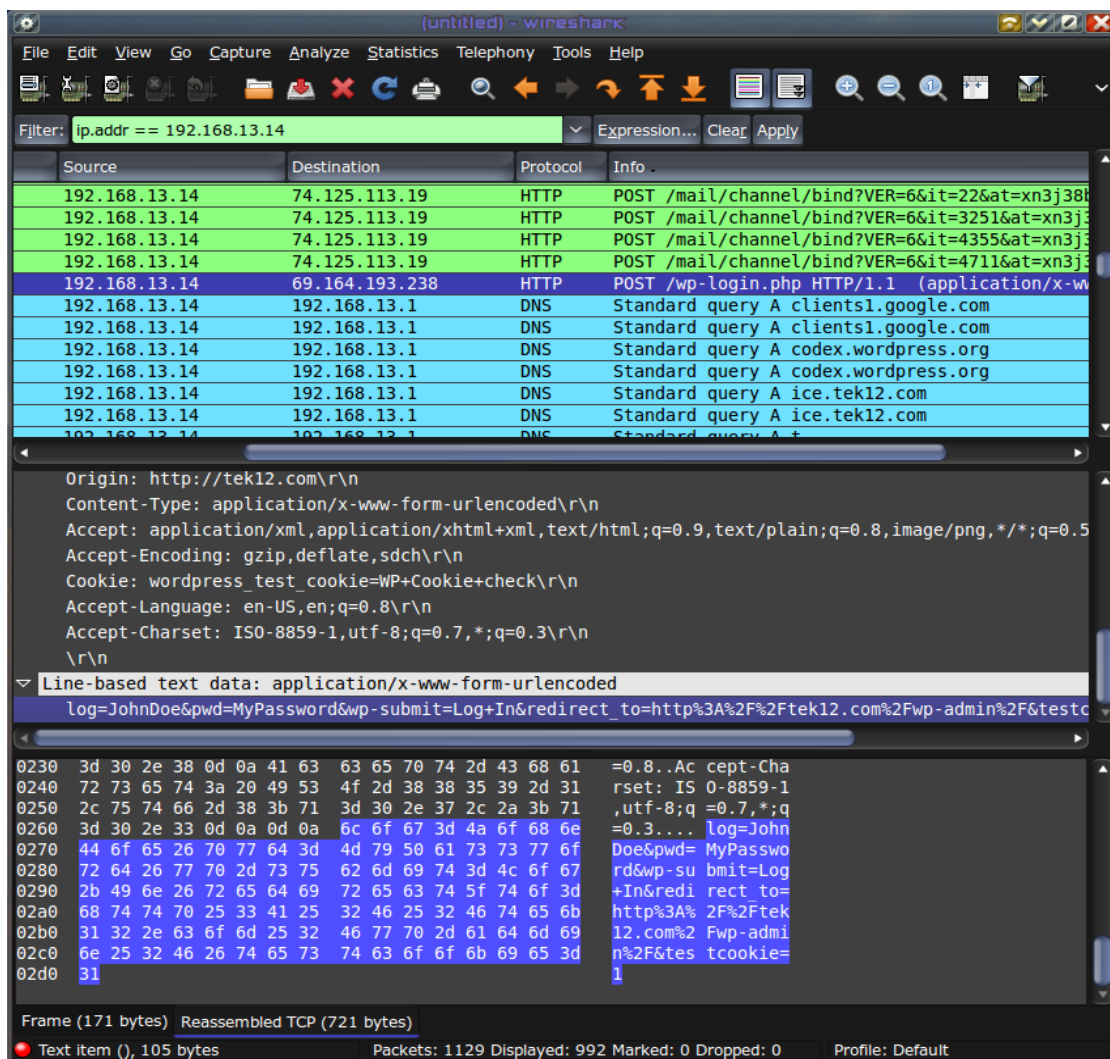 (untitled) - wireshark
File Edit View Go Capture Analyze Statistics Telephony Tools Help
Filter: ip.addr == 192.168.13.14 Expression... Clear Apply
Source Destination Protocol Info
192.168.13.14 74.125.113.19 HTTP POST /mail/channel/bind?VER=6&it=22&at=xn3j38b
192.168.13.14 74.125.113.19 HTTP POST /mail/channel/bind?VER=6&it=3251&at=xn3j3
192.168.13.14 74.125.113.19 HTTP POST /mail/channel/bind?VER=6&it=4355&at=xn3j3
192.168.13.14 74.125.113.19 HTTP POST /mail/channel/bind?VER=6&it=4711&at=xn3j3
192.168.13.14 69.164.193.238 HTTP POST /wp-login.php HTTP/1.1 (application/x-ww
192.168.13.14 192.168.13.1 DNS Standard query A clients1.google.com
192.168.13.14 192.168.13.1 DNS Standard query A clients1.google.com
192.168.13.14 192.168.13.1 DNS Standard query A codex.wordpress.org
192.168.13.14 192.168.13.1 DNS Standard query A codex.wordpress.org
192.168.13.14 192.168.13.1 DNS Standard query A ice.tek12.com
192.168.13.14 192.168.13.1 DNS Standard query A ice.tek12.com
192.168.13.14 192.168.13.1 DNS Standard query A
Origin: http://tek12.com\r\n
Content-Type: application/x-www-form-urlencoded\r\n
Accept: application/xml,application/xhtml+xml,text/html;q=0.9,text/plain;q=0.8,image/png,*/*;q=0.5
Accept-Encoding: gzip,deflate,sdch\r\n
Cookie: wordpress_test_cookie=WP+Cookie+check\r\n
Accept-Language: en-US,en;q=0.8\r\n
Accept-Charset: ISO-8859-1,utf-8;q=0.7,*;q=0.3\r\n
\r\n
Line-based text data: application/x-www-form-urlencoded
log=JohnDoe&pwd=MyPassword&wp-submit=Log+In&redirect_to=http%3A%2F%2Ftek12.com%2Fwp-admin%2F&testc
0230 3d 30 2e 38 0d 0a 41 63 63 65 70 74 2d 43 68 61 =0.8..Ac cept-Cha
0240 72 73 65 74 3a 20 49 53 4f 2d 38 38 35 39 2d 31 rset: IS O-8859-1
0250 2c 75 74 66 2d 38 3b 71 3d 30 2e 37 2c 2a 3b 71 ,utf-8;q =0.7,*;q
0260 3d 30 2e 33 0d 0a 0d 0a 6c 6f 67 3d 4a 6f 68 6e =0.3.... log=John
0270 44 6f 65 26 70 77 64 3d 4d 79 50 61 73 73 77 6f Doe&pwd= MyPasswo
0280 72 64 26 77 70 2d 73 75 62 6d 69 74 3d 4c 6f 67 rd&wp-su bmit=Log
0290 2b 49 6e 26 72 65 64 69 72 65 63 74 5f 74 6f 3d +In&redi rect_to=
02a0 68 74 74 70 25 33 41 25 32 46 25 32 46 74 65 6b http%3A% 2F%2Ftek
02b0 31 32 2e 63 6f 6d 25 32 46 77 70 2d 61 64 6d 69 12.com%2 Fwp-admi
02c0 6e 25 32 46 26 74 65 73 74 63 6f 6f 6b 69 65 3d n%2F&tes tcookie=
02d0 31 1
Frame (171 bytes) Reassembled TCP (721 bytes)
Text item (), 105 bytes Packets: 1129 Displayed: 992 Marked: 0 Dropped: 0 Profile: Default